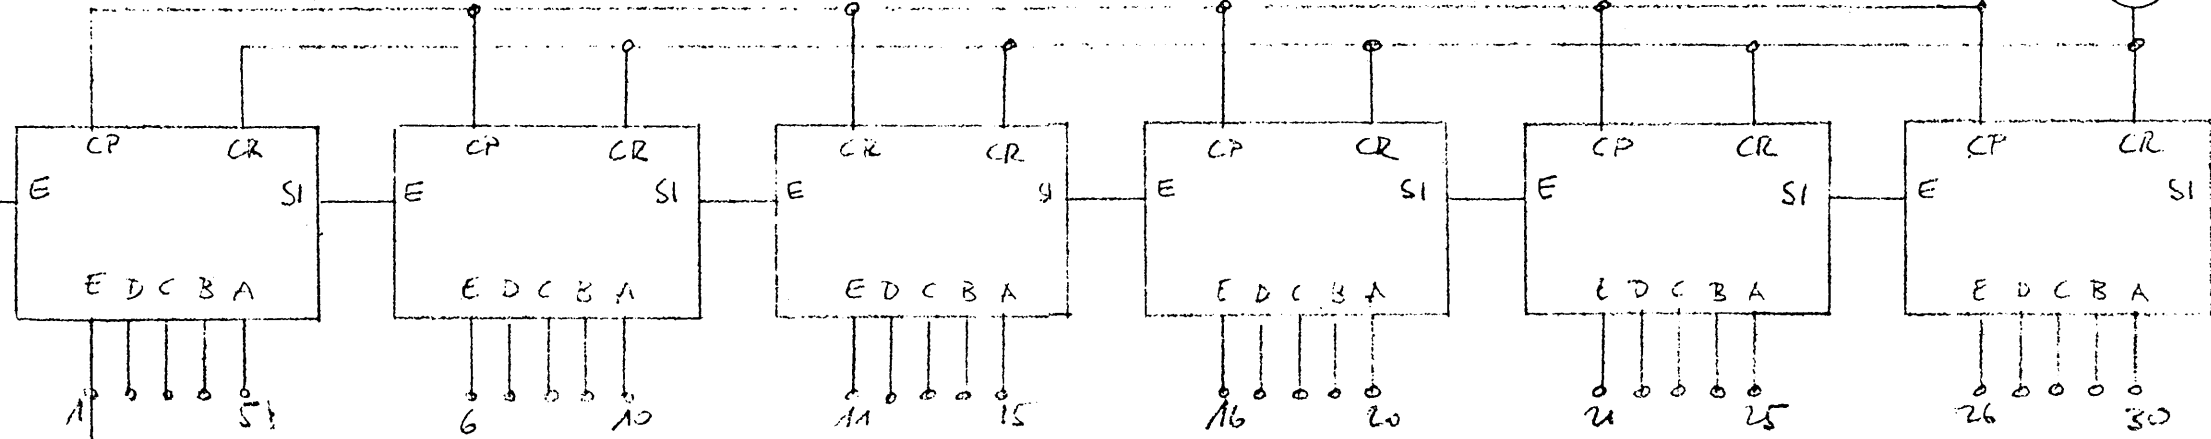 CP CR CP CR CR CR CP CR CP CR CP CR
E SI E SI E SI E SI E SI E SI
E D C B A E D C B A E D C B A E D C B A E D C B A E D C B A
1 5 6 10 11 15 16 20 21 25 26 30